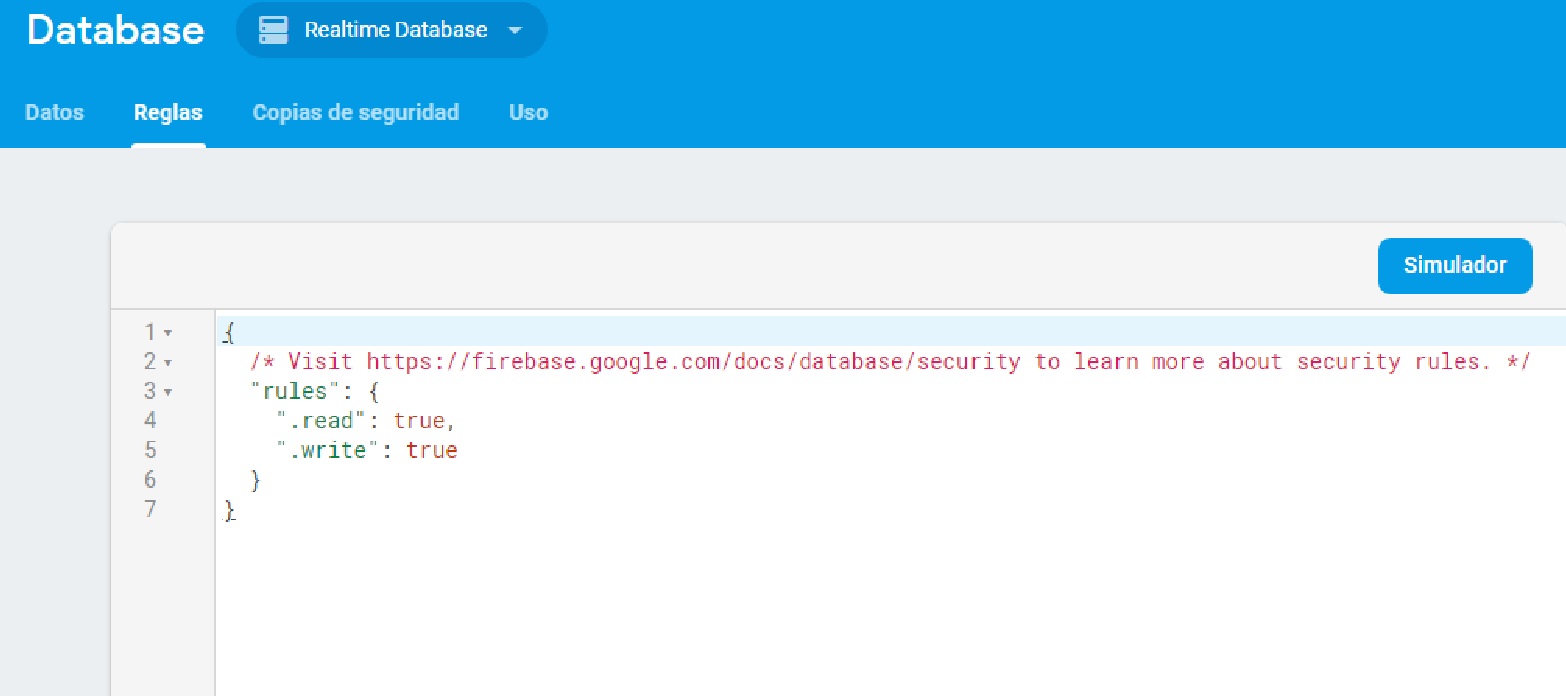 Database Realtime Database
Datos Reglas Copias de seguridad Uso
Simulador
1 {
2 /* Visit https://firebase.google.com/docs/database/security to learn more about security rules. */
3 "rules": {
4 ".read": true,
5 ".write": true
6 }
7 }